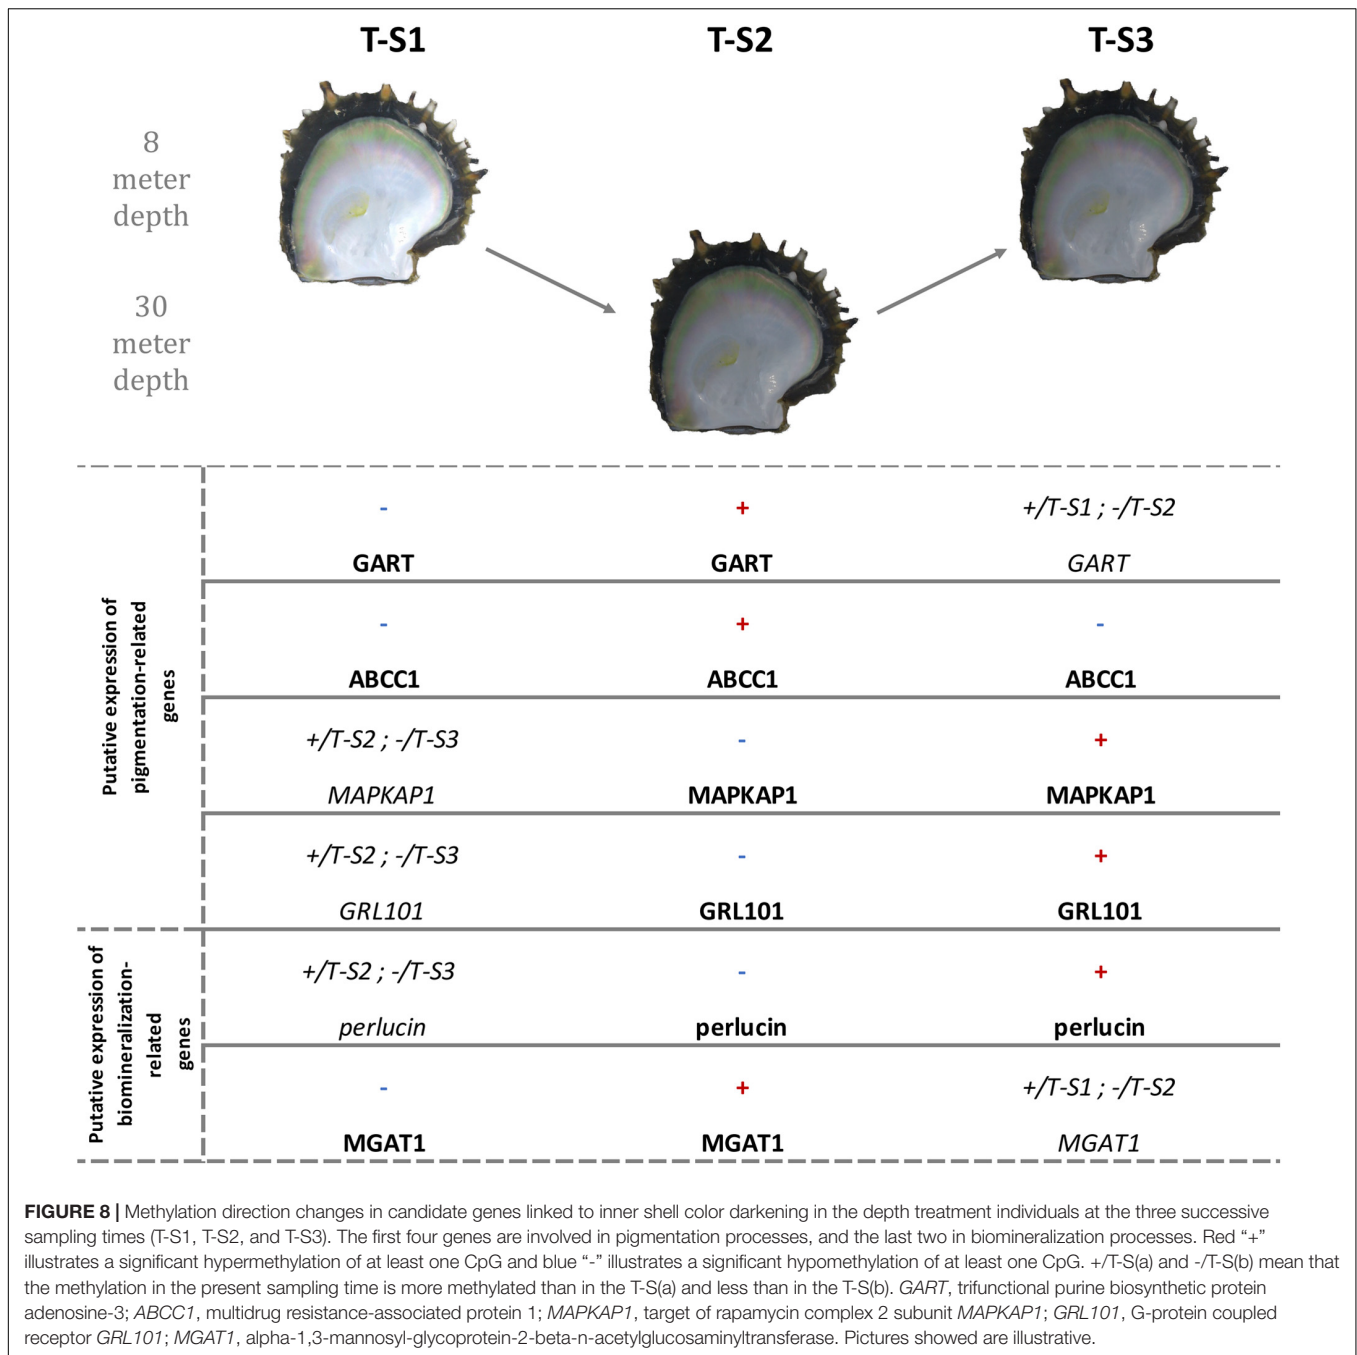 T-S1 T-S2 T-S3
8
meter
depth
30
meter
depth
Putative expression of
pigmentation-related
genes
- + +/T-S1 ; -/T-S2
GART GART GART
- + -
ABCC1 ABCC1 ABCC1
+/T-S2 ; -/T-S3 - +
MAPKAP1 MAPKAP1 MAPKAP1
+/T-S2 ; -/T-S3 - +
GRL101 GRL101 GRL101
Putative expression of
biomineralization-
related
genes
+/T-S2 ; -/T-S3 - +
perlucin perlucin perlucin
- + +/T-S1 ; -/T-S2
MGAT1 MGAT1 MGAT1
FIGURE 8 | Methylation direction changes in candidate genes linked to inner shell color darkening in the depth treatment individuals at the three successive
sampling times (T-S1, T-S2, and T-S3). The first four genes are involved in pigmentation processes, and the last two in biomineralization processes. Red “+”
illustrates a significant hypermethylation of at least one CpG and blue “-” illustrates a significant hypomethylation of at least one CpG. +/T-S(a) and -/T-S(b) mean that
the methylation in the present sampling time is more methylated than in the T-S(a) and less than in the T-S(b). GART, trifunctional purine biosynthetic protein
adenosine-3; ABCC1, multidrug resistance-associated protein 1; MAPKAP1, target of rapamycin complex 2 subunit MAPKAP1; GRL101, G-protein coupled
receptor GRL101; MGAT1, alpha-1,3-mannosyl-glycoprotein-2-beta-n-acetylglucosaminyltransferase. Pictures showed are illustrative.